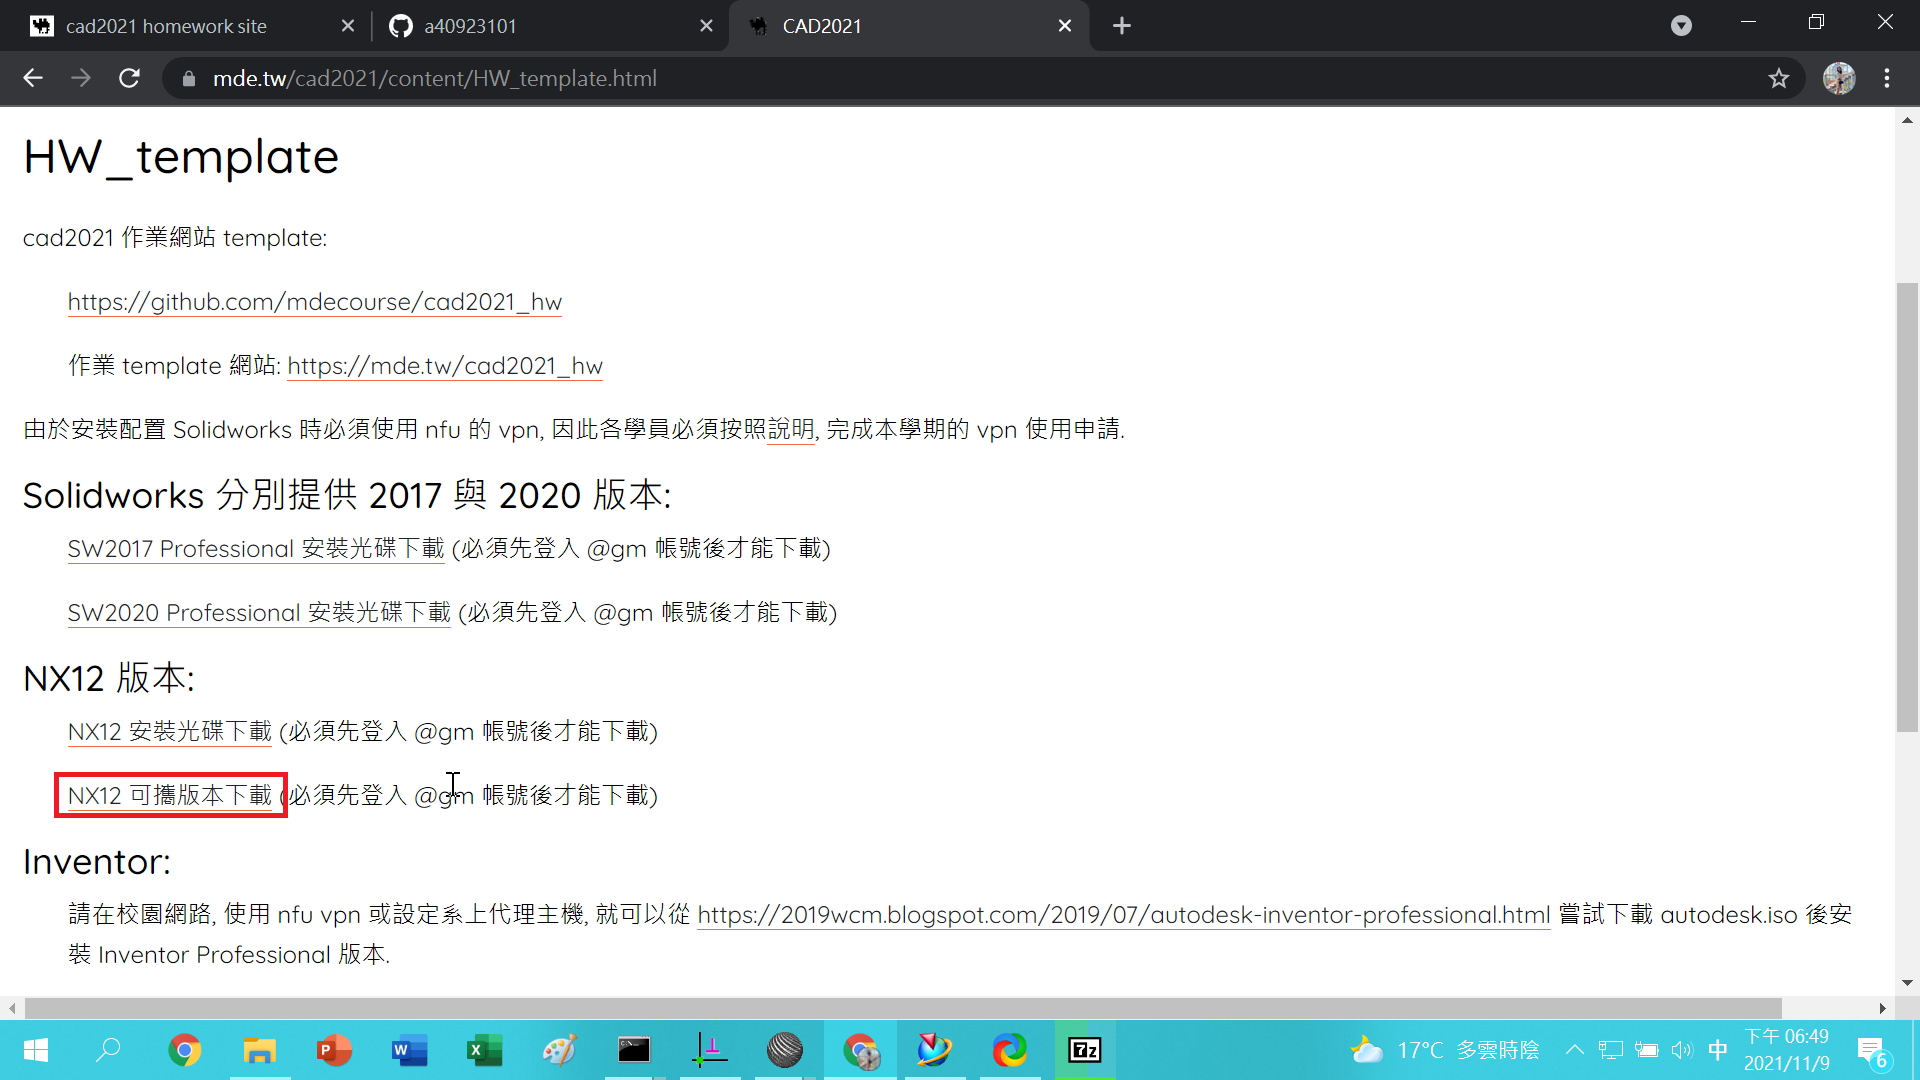 cad2021 homework site
a40923101
CAD2021
mde.tw/cad2021/content/HW_template.html
HW_template
cad2021 作業網站 template:
https://github.com/mdecourse/cad2021_hw
作業 template 網站: https://mde.tw/cad2021_hw
由於安裝配置 Solidworks 時必須使用 nfu 的 vpn, 因此各學員必須按照說明, 完成本學期的 vpn 使用申請.
Solidworks 分別提供 2017 與 2020 版本:
SW2017 Professional 安裝光碟下載 (必須先登入 @gm 帳號後才能下載)
SW2020 Professional 安裝光碟下載 (必須先登入 @gm 帳號後才能下載)
NX12 版本:
NX12 安裝光碟下載 (必須先登入 @gm 帳號後才能下載)
NX12 可攜版本下載 (必須先登入 @gm 帳號後才能下載)
Inventor:
請在校園網路, 使用 nfu vpn 或設定系上代理主機, 就可以從 https://2019wcm.blogspot.com/2019/07/autodesk-inventor-professional.html 嘗試下載 autodesk.iso 後安
裝 Inventor Professional 版本.
17°C 多雲時陰
中
下午 06:49
2021/11/9
6